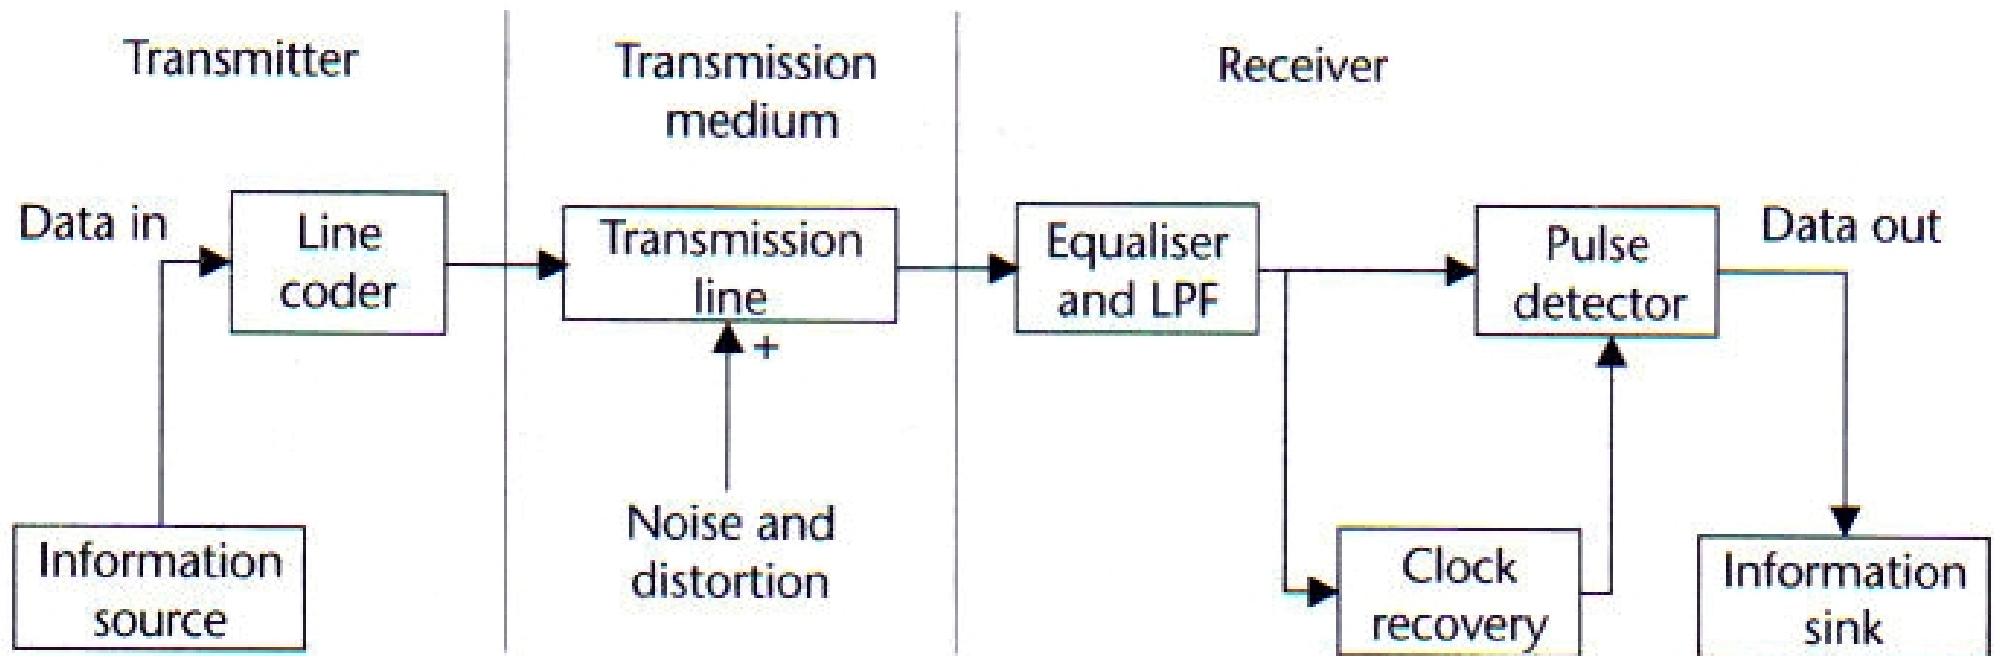 Transmitter
Transmission
medium
Receiver
Data in
Line
coder
Transmission
line
+
Equaliser
and LPF
Pulse
detector
Data out
Noise and
distortion
Information
source
Clock
recovery
Information
sink